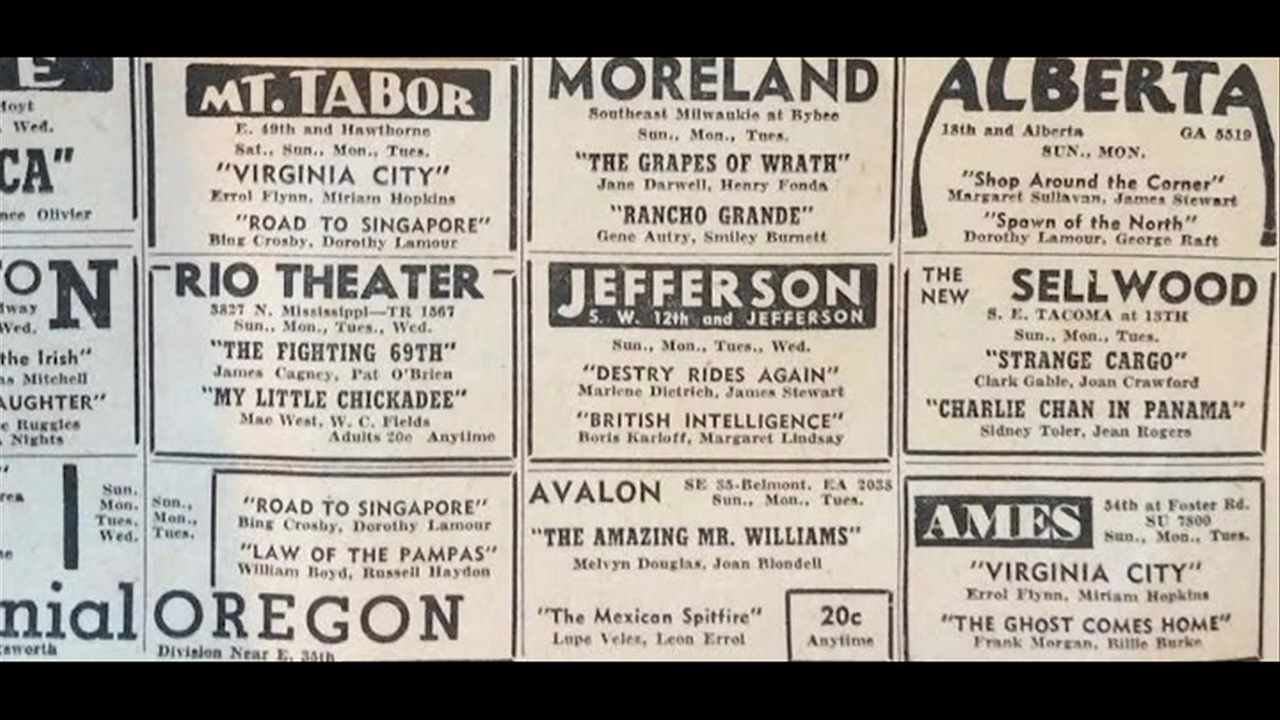 E
Hoyt
Wed.
CA"
nce Olivier
MT. TABOR
E. 49th and Hawthorne
Sat., Sun., Mon., Tues.
"VIRGINIA CITY"
Errol Flynn, Miriam Hopkins
"ROAD TO SINGAPORE"
Bing Crosby, Dorothy Lamour
MORELAND
Southeast Milwaukie at Bybee
Sun., Mon., Tues.
"THE GRAPES OF WRATH"
Jane Darwell, Henry Fonda
"RANCHO GRANDE"
Gene Autry, Smiley Burnett
ALBERTA
18th and Alberta GA 5519
SUN., MON.
"Shop Around the Corner"
Margaret Sullavan, James Stewart
"Spawn of the North"
Dorothy Lamour, George Raft
ON
dway
Wed.
the Irish"
as Mitchell
AUGHTER"
e Ruggles
Nights
RIO THEATER
3827 N. Mississippi—TR 1567
Sun., Mon., Tues., Wed.
"THE FIGHTING 69TH"
James Cagney, Pat O'Brien
"MY LITTLE CHICKADEE"
Mae West, W. C. Fields
Adults 20c Anytime
JEFFERSON
S. W. 12th and JEFFERSON
Sun., Mon., Tues., Wed.
"DESTRY RIDES AGAIN"
Marlene Dietrich, James Stewart
"BRITISH INTELLIGENCE"
Boris Karloff, Margaret Lindsay
THE NEW SELLWOOD
S. E. TACOMA at 13TH
Sun., Mon., Tues.
"STRANGE CARGO"
Clark Gable, Joan Crawford
"CHARLIE CHAN IN PANAMA"
Sidney Toler, Jean Rogers
Sun.
Mon.
Tues.
Wed.
nial
sworth
Sun.,
Mon.,
Tues.
"ROAD TO SINGAPORE"
Bing Crosby, Dorothy Lamour
"LAW OF THE PAMPAS"
William Boyd, Russell Hayden
OREGON
Division Near E. 35th
AVALON SE 35-Belmont. EA 2035
Sun., Mon., Tues.
"THE AMAZING MR. WILLIAMS"
Melvyn Douglas, Joan Blondell
"The Mexican Spitfire"
Lupe Velez, Leon Errol
20c
Anytime
AMES
54th at Foster Rd.
SU 7800
Sun., Mon., Tues.
"VIRGINIA CITY"
Errol Flynn, Miriam Hopkins
"THE GHOST COMES HOME"
Frank Morgan, Billie Burke